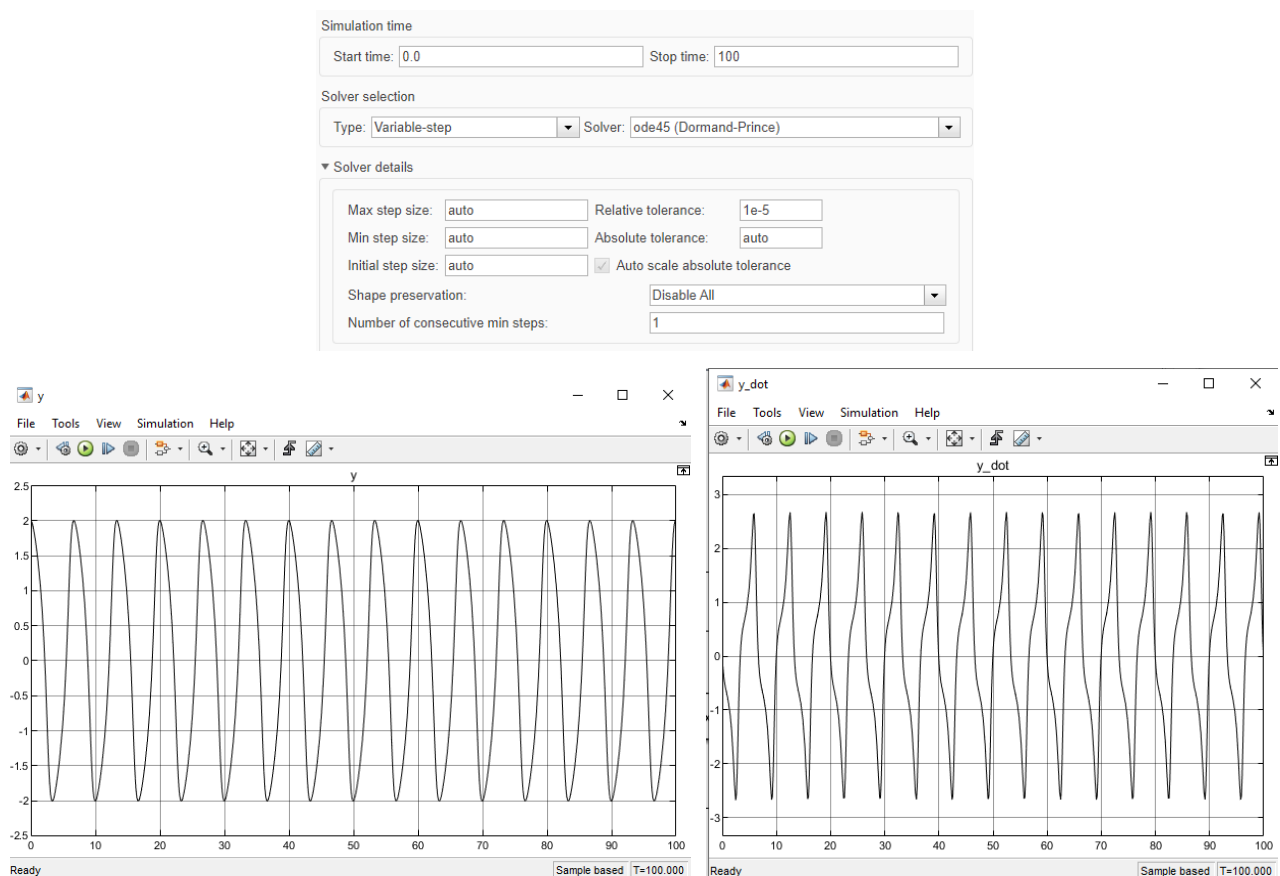 Simulation time
Start time: 0.0 Stop time: 100
Solver selection
Type: Variable-step Solver: ode45 (Dormand-Prince)
Solver details
Max step size: auto Relative tolerance: 1e-5
Min step size: auto Absolute tolerance: auto
Initial step size: auto Auto scale absolute tolerance
Shape preservation: Disable All
Number of consecutive min steps: 1
y
File Tools View Simulation Help
y
2.5
2
1.5
1
0.5
0
-0.5
-1
-1.5
-2
-2.5
0 10 20 30 40 50 60 70 80 90 100
Ready Sample based T=100.000
y_dot
File Tools View Simulation Help
y_dot
3
2
1
0
-1
-2
-3
0 10 20 30 40 50 60 70 80 90 100
Ready Sample based T=100.000